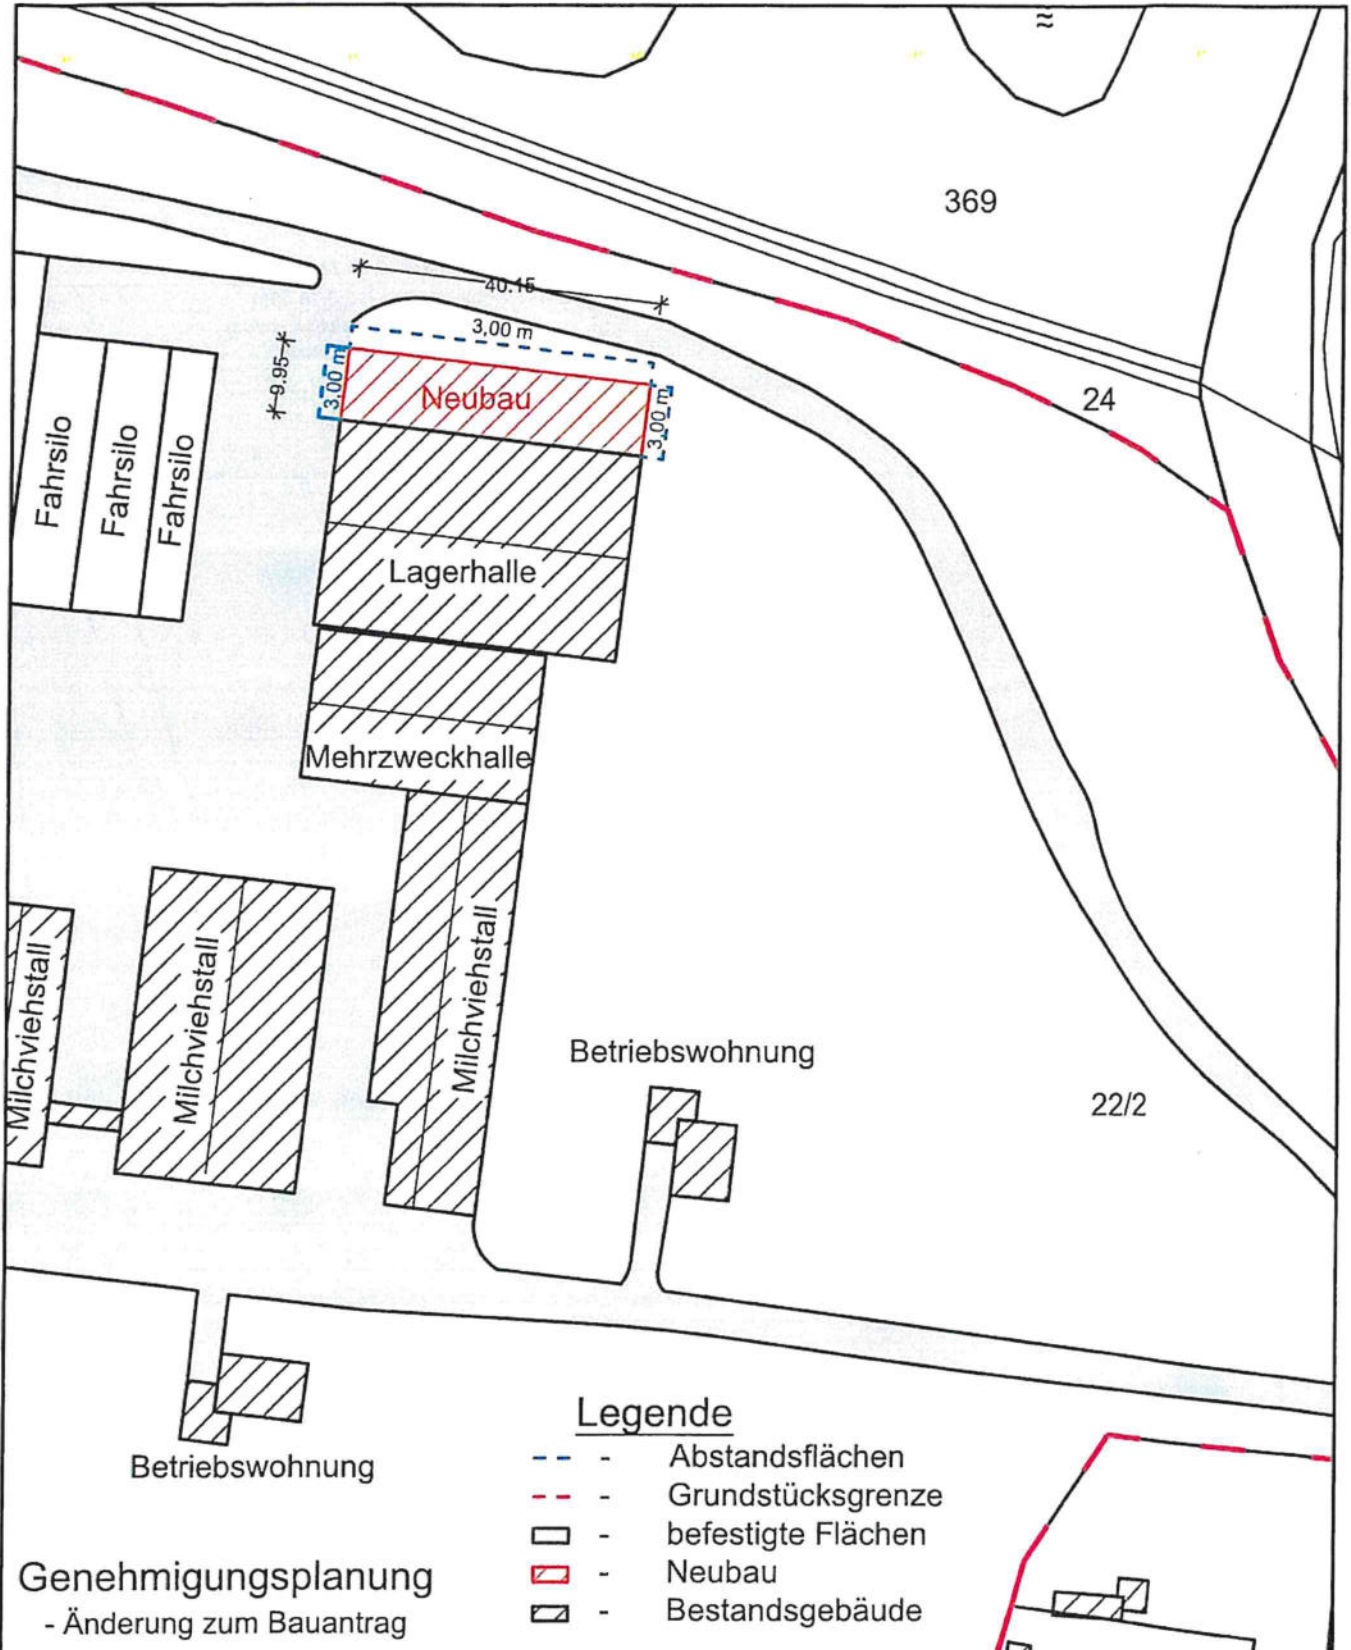 ≈
369
40.15
3,00 m
9.95
3,00 m
Neubau
3,00 m
24
Fahrsilo
Fahrsilo
Fahrsilo
Lagerhalle
Mehrzweckhalle
Milchviehstall
Milchviehstall
Milchviehstall
Betriebswohnung
22/2
Betriebswohnung
Legende
- Abstandsflächen
- Grundstücksgrenze
- befestigte Flächen
- Neubau
- Bestandsgebäude
Genehmigungsplanung
- Änderung zum Bauantrag